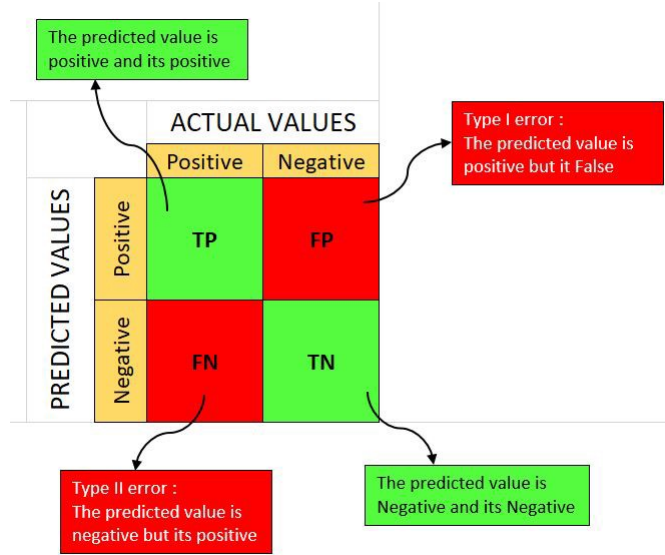 The predicted value is
positive and its positive
Type I error :
The predicted value is
positive but it False
ACTUAL VALUES
Positive
Negative
PREDICTED VALUES
Positive
TP
FP
Negative
FN
TN
Type II error :
The predicted value is
negative but its positive
The predicted value is
Negative and its Negative